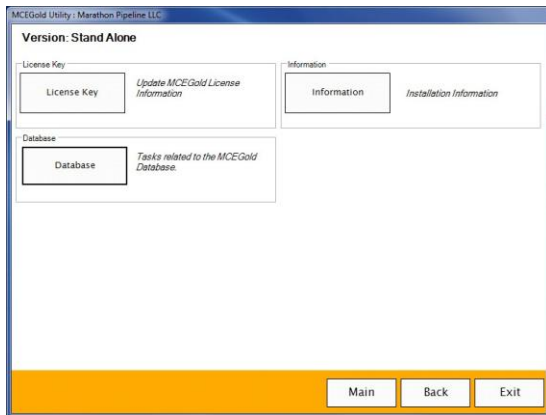 MCEGold Utility : Marathon Pipeline LLC
Version: Stand Alone
License Key
License Key
Update MCEGold License
Information
Information
Information
Installation Information
Database
Database
Tasks related to the MCEGold
Database.
Main
Back
Exit